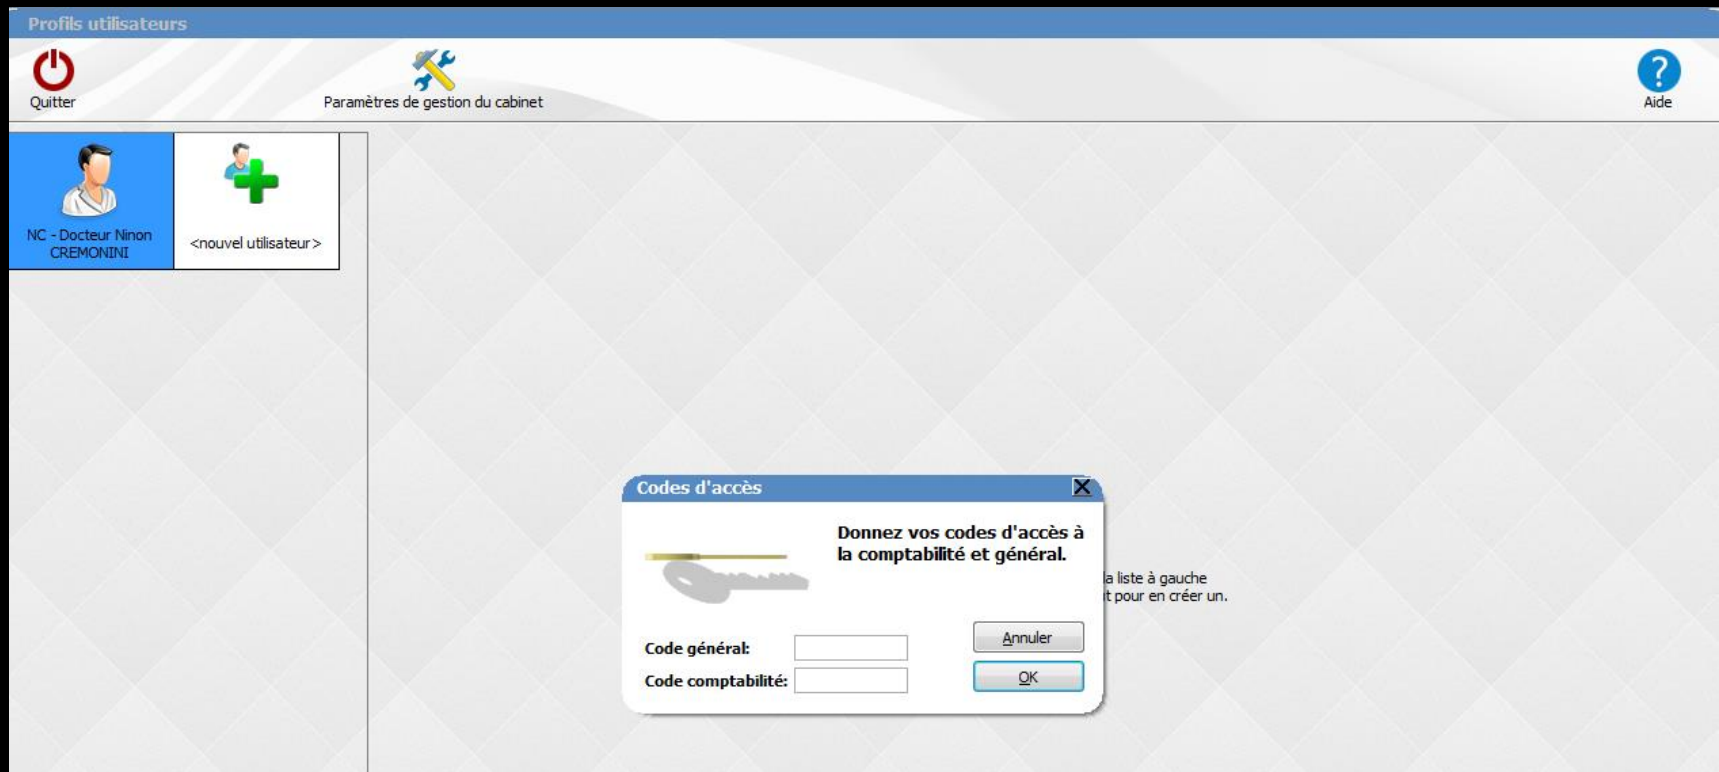 Profils utilisateurs
Quitter
Paramètres de gestion du cabinet
Aide
NC - Docteur Ninon
CREMONINI
<nouvel utilisateur>
Codes d'accès
Donnez vos codes d'accès à
la comptabilité et général.
la liste à gauche
pour en créer un.
Code général:
Annuler
Code comptabilité:
OK